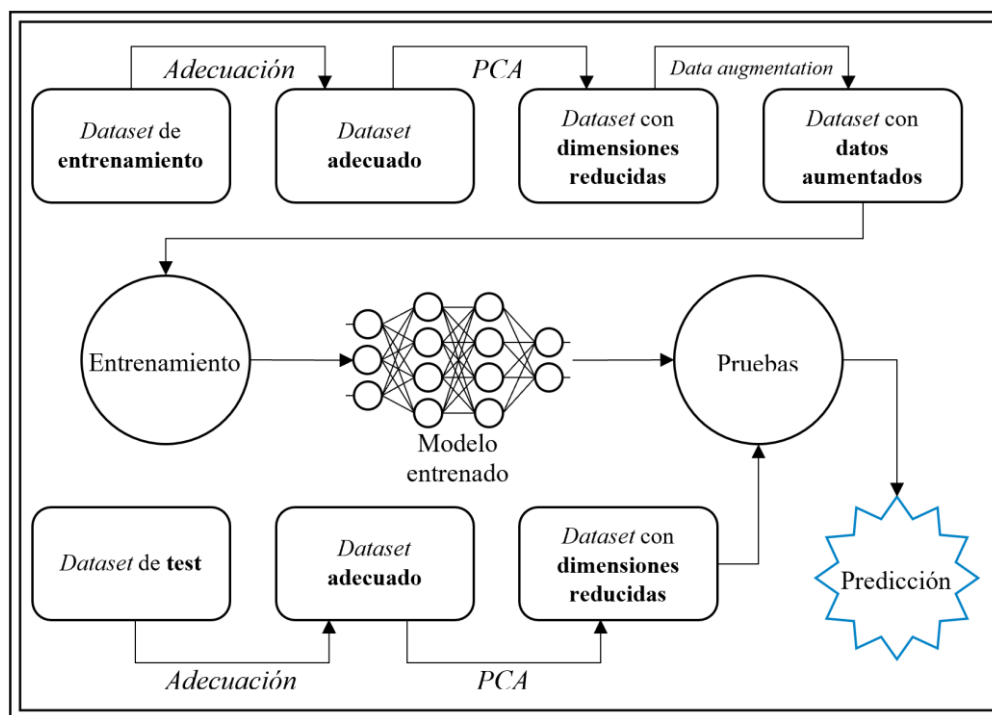 Adecuación
PCA
Data augmentation
Dataset de
entrenamiento
Dataset
adecuado
Dataset con
dimensiones
reducidas
Dataset con
datos
aumentados
Entrenamiento
Modelo
entrenado
Pruebas
Dataset de test
Dataset
adecuado
Dataset con
dimensiones
reducidas
Predicción
Adecuación
PCA